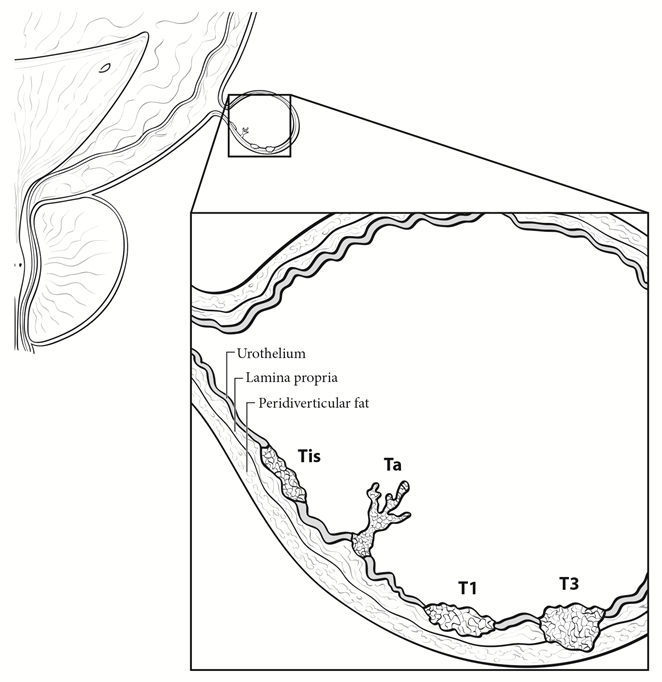 Urothelium
Lamina propria
Peridiverticular fat
Tis
Ta
T1
T3